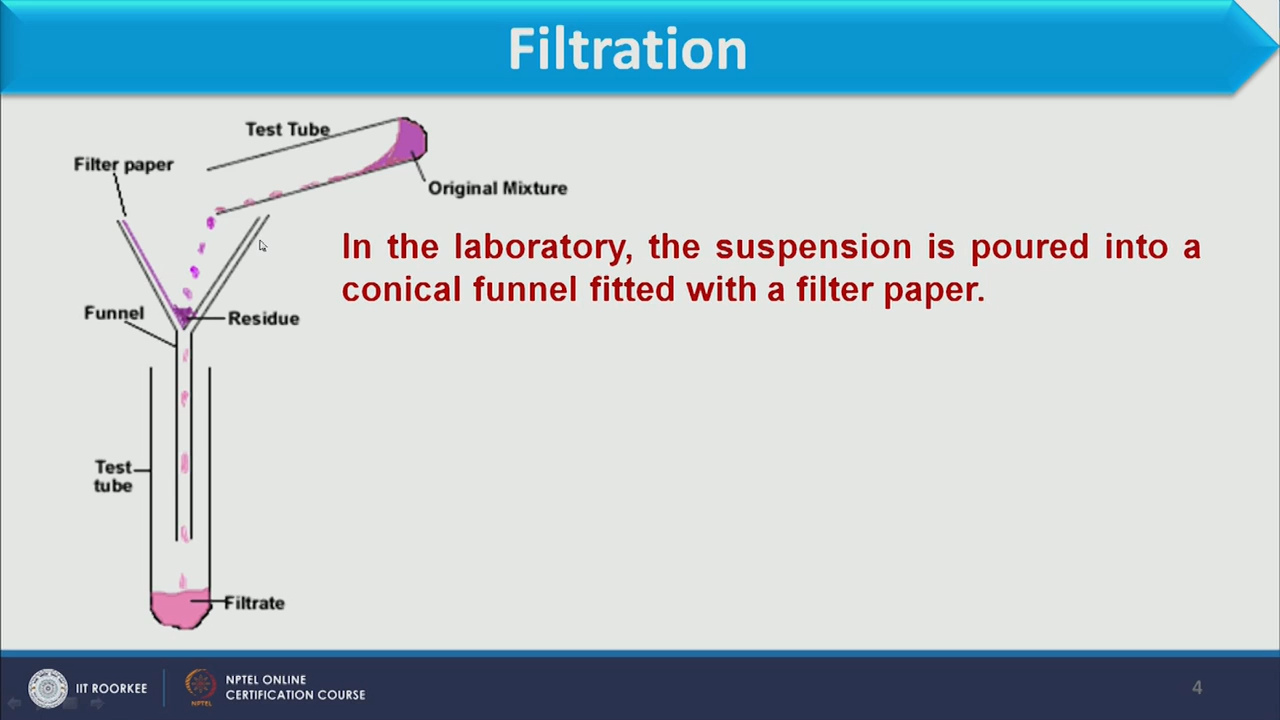 Filtration
Test Tube
Filter paper
Original Mixture
In the laboratory, the suspension is poured into a
conical funnel fitted with a filter paper.
Funnel
Residue
Test
tube
Filtrate
IIT ROORKEE
NPTEL
NPTEL ONLINE
CERTIFICATION COURSE
4